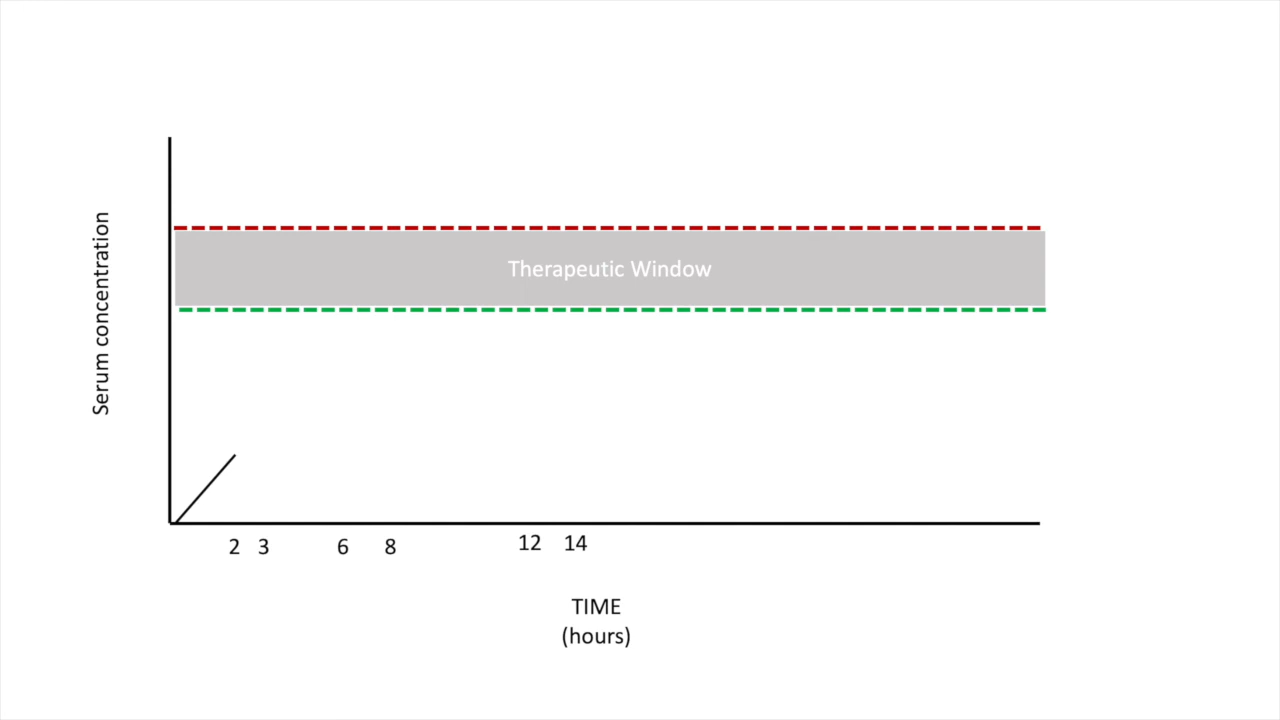 Therapeutic Window
Serum concentration
2 3 6 8 12 14
TIME
(hours)